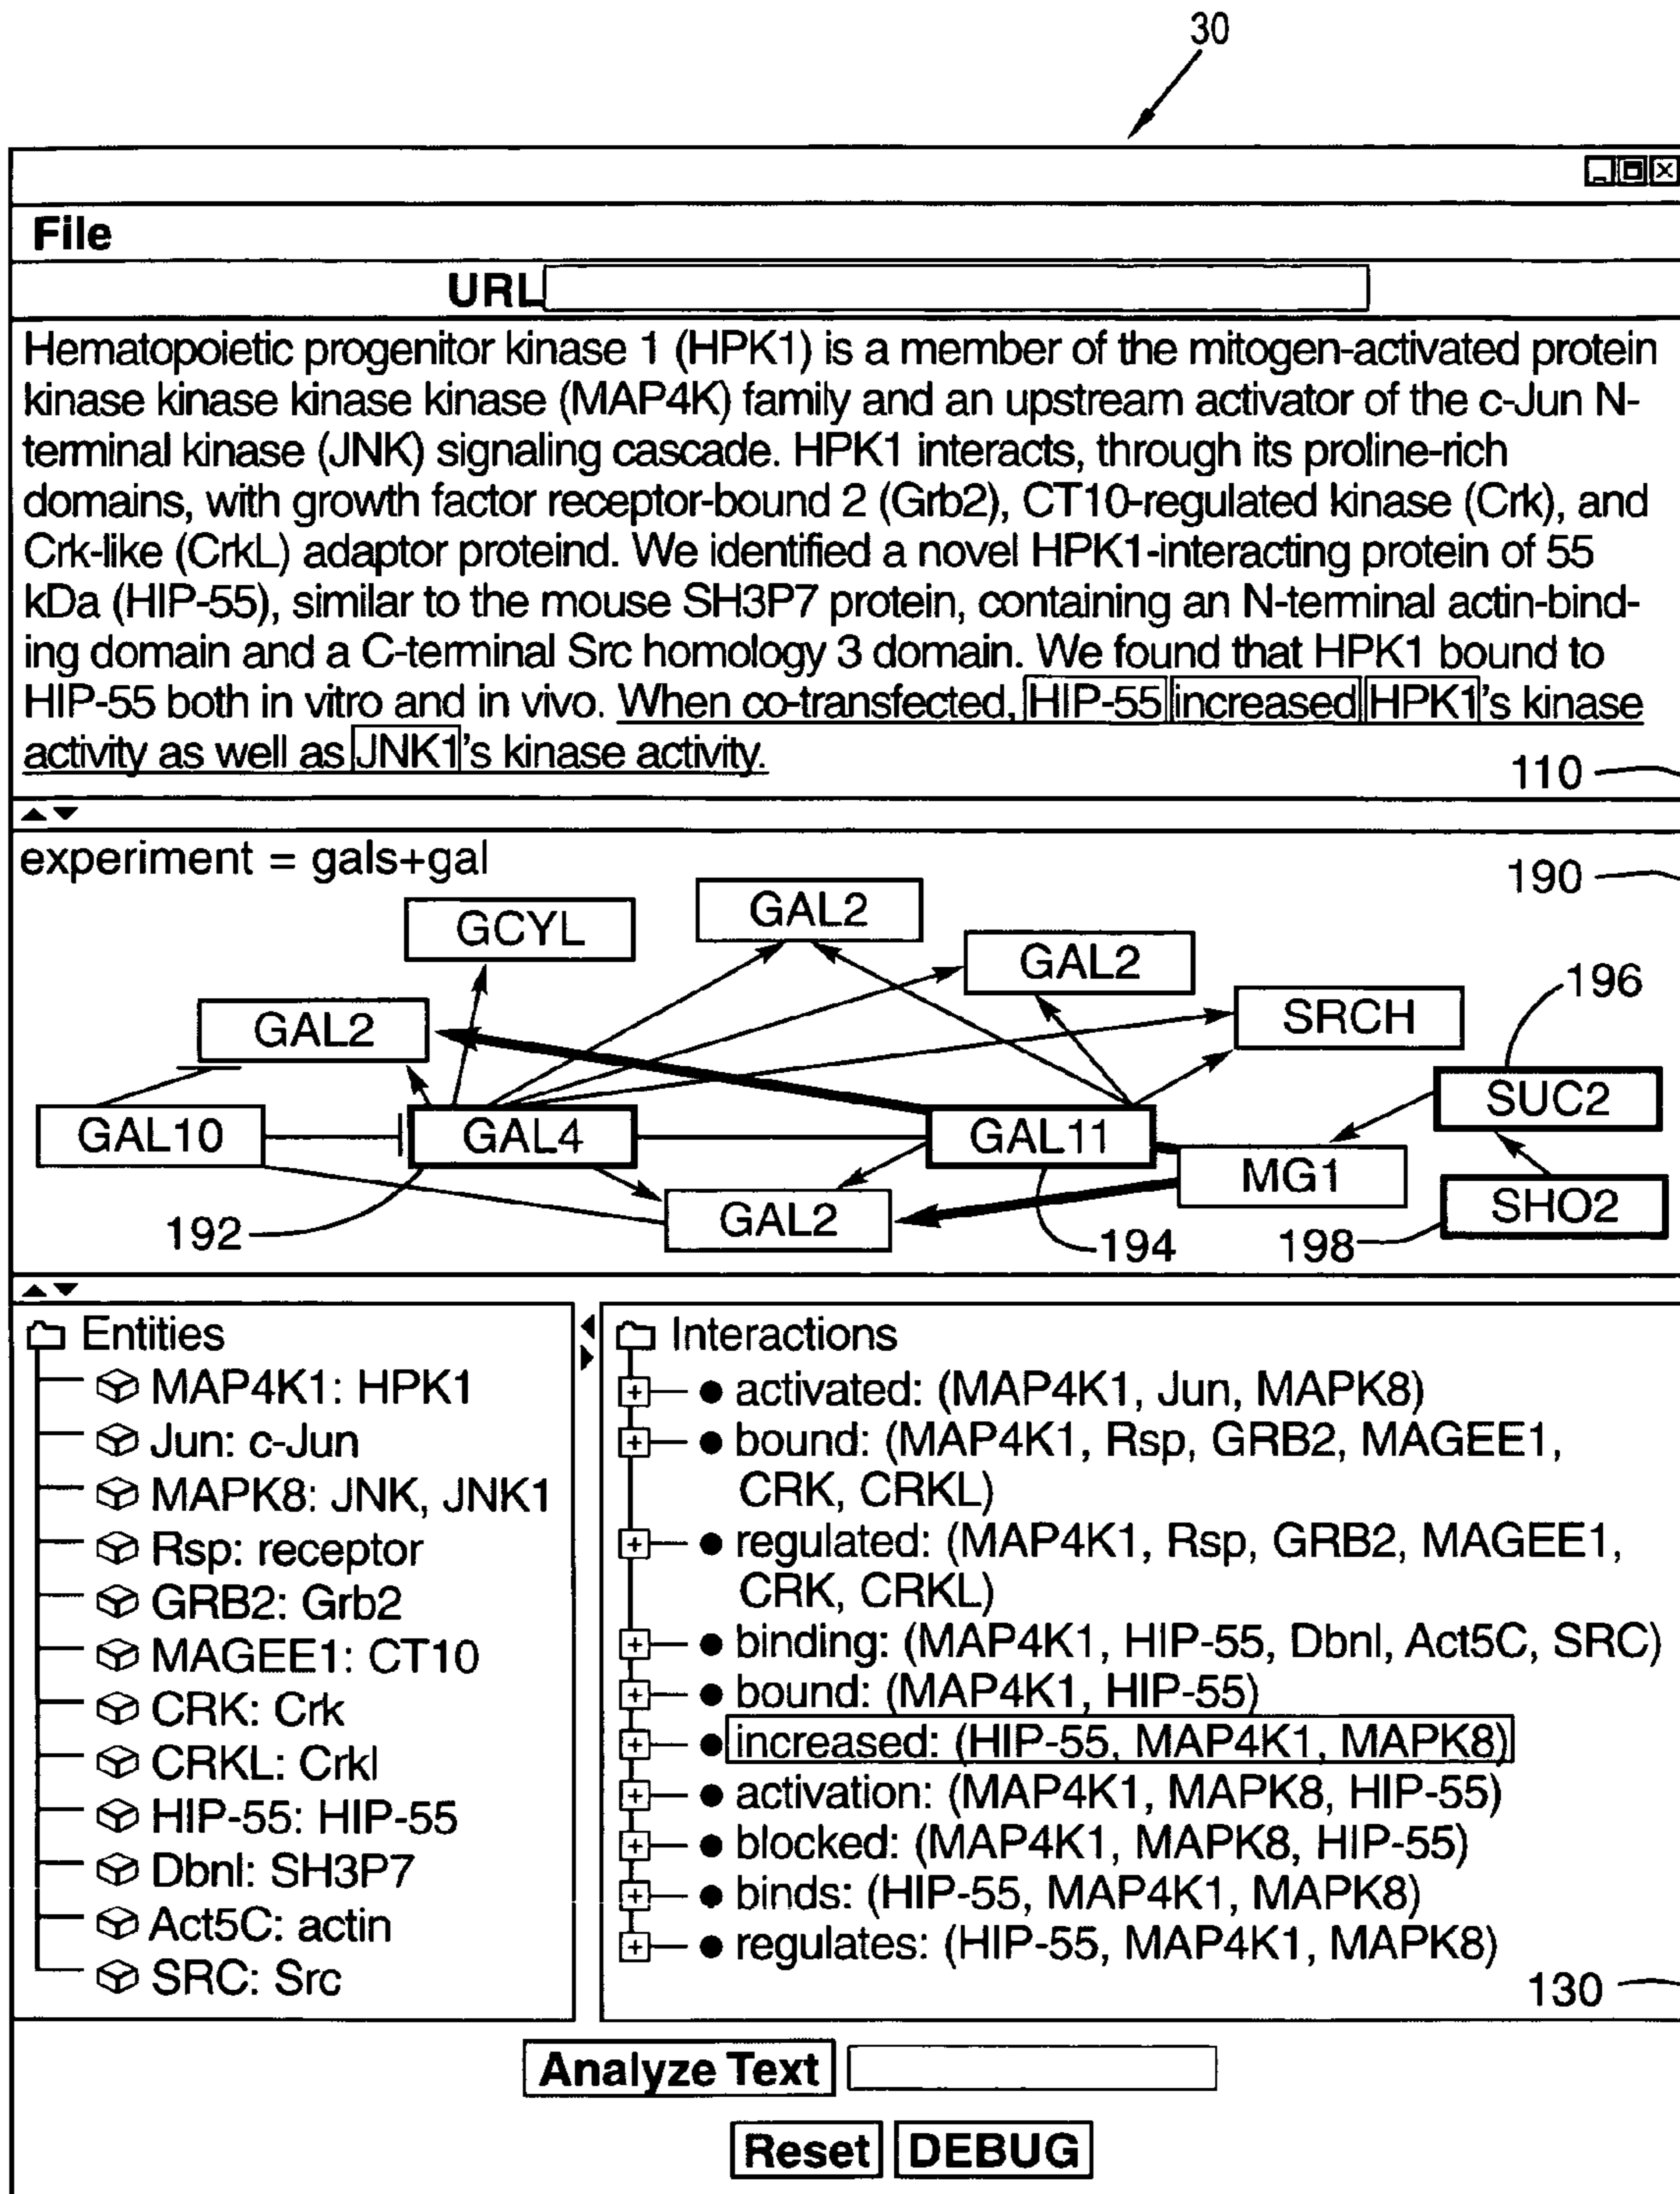 30
File
URL
Hematopoietic progenitor kinase 1 (HPK1) is a member of the mitogen-activated protein
kinase kinase kinase kinase (MAP4K) family and an upstream activator of the c-Jun N-
terminal kinase (JNK) signaling cascade. HPK1 interacts, through its proline-rich
domains, with growth factor receptor-bound 2 (Grb2), CT10-regulated kinase (Crk), and
Crk-like (CrkL) adaptor proteind. We identified a novel HPK1-interacting protein of 55
kDa (HIP-55), similar to the mouse SH3P7 protein, containing an N-terminal actin-bind-
ing domain and a C-terminal Src homology 3 domain. We found that HPK1 bound to
HIP-55 both in vitro and in vivo. When co-transfected, HIP-55 increased HPK1's kinase
activity as well as JNK1's kinase activity.
110
experiment = gals+gal
190
GCYL
GAL2
GAL2
GAL2
SRCH
196
GAL10
GAL4
GAL11
SUC2
MG1
GAL2
SHO2
192
194
198
Entities
MAP4K1: HPK1
Jun: c-Jun
MAPK8: JNK, JNK1
Rsp: receptor
GRB2: Grb2
MAGEE1: CT10
CRK: Crk
CRKL: Crkl
HIP-55: HIP-55
Dbnl: SH3P7
Act5C: actin
SRC: Src
Interactions
activated: (MAP4K1, Jun, MAPK8)
bound: (MAP4K1, Rsp, GRB2, MAGEE1,
CRK, CRKL)
regulated: (MAP4K1, Rsp, GRB2, MAGEE1,
CRK, CRKL)
binding: (MAP4K1, HIP-55, Dbnl, Act5C, SRC)
bound: (MAP4K1, HIP-55)
increased: (HIP-55, MAP4K1, MAPK8)
activation: (MAP4K1, MAPK8, HIP-55)
blocked: (MAP4K1, MAPK8, HIP-55)
binds: (HIP-55, MAP4K1, MAPK8)
regulates: (HIP-55, MAP4K1, MAPK8)
130
Analyze Text
Reset DEBUG